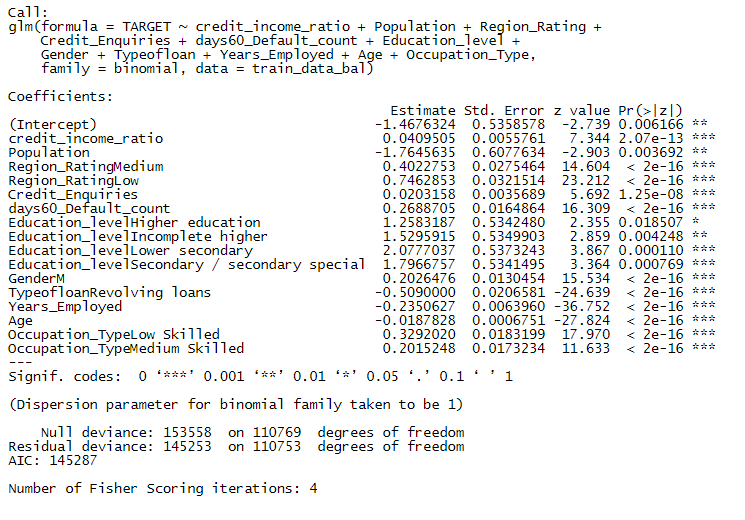 Call:
glm(formula = TARGET ~ credit_income_ratio + Population + Region_Rating +
    Credit_Enquiries + days60_Default_count + Education_level +
    Gender + Typeofloan + Years_Employed + Age + Occupation_Type,
    family = binomial, data = train_data_bal)
Coefficients:
Estimate Std. Error z value Pr(>|z|)
(Intercept) -1.4676324 0.5358578 -2.739 0.006166 **
credit_income_ratio 0.0409505 0.0055761 7.344 2.07e-13 ***
Population -1.7645635 0.6077634 -2.903 0.003692 **
Region_RatingMedium 0.4022753 0.0275464 14.604 < 2e-16 ***
Region_RatingLow 0.7462853 0.0321514 23.212 < 2e-16 ***
Credit_Enquiries 0.0203158 0.0035689 5.692 1.25e-08 ***
days60_Default_count 0.2688705 0.0164864 16.309 < 2e-16 ***
Education_levelHigher education 1.2583187 0.5342480 2.355 0.018507 *
Education_levelIncomplete higher 1.5295915 0.5349903 2.859 0.004248 **
Education_levelLower secondary 2.0777037 0.5373243 3.867 0.000110 ***
Education_levelSecondary / secondary special 1.7966757 0.5341495 3.364 0.000769 ***
GenderM 0.2026476 0.0130454 15.534 < 2e-16 ***
TypeofloanRevolving loans -0.5090000 0.0206581 -24.639 < 2e-16 ***
Years_Employed -0.2350627 0.0063960 -36.752 < 2e-16 ***
Age -0.0187828 0.0006751 -27.824 < 2e-16 ***
Occupation_TypeLow Skilled 0.3292020 0.0183199 17.970 < 2e-16 ***
Occupation_TypeMedium Skilled 0.2015248 0.0173234 11.633 < 2e-16 ***
---
Signif. codes:  0 ‘***’ 0.001 ‘**’ 0.01 ‘*’ 0.05 ‘.’ 0.1 ‘ ’ 1
(Dispersion parameter for binomial family taken to be 1)
Null deviance: 153558  on 110769  degrees of freedom
Residual deviance: 145253  on 110753  degrees of freedom
AIC: 145287
Number of Fisher Scoring iterations: 4